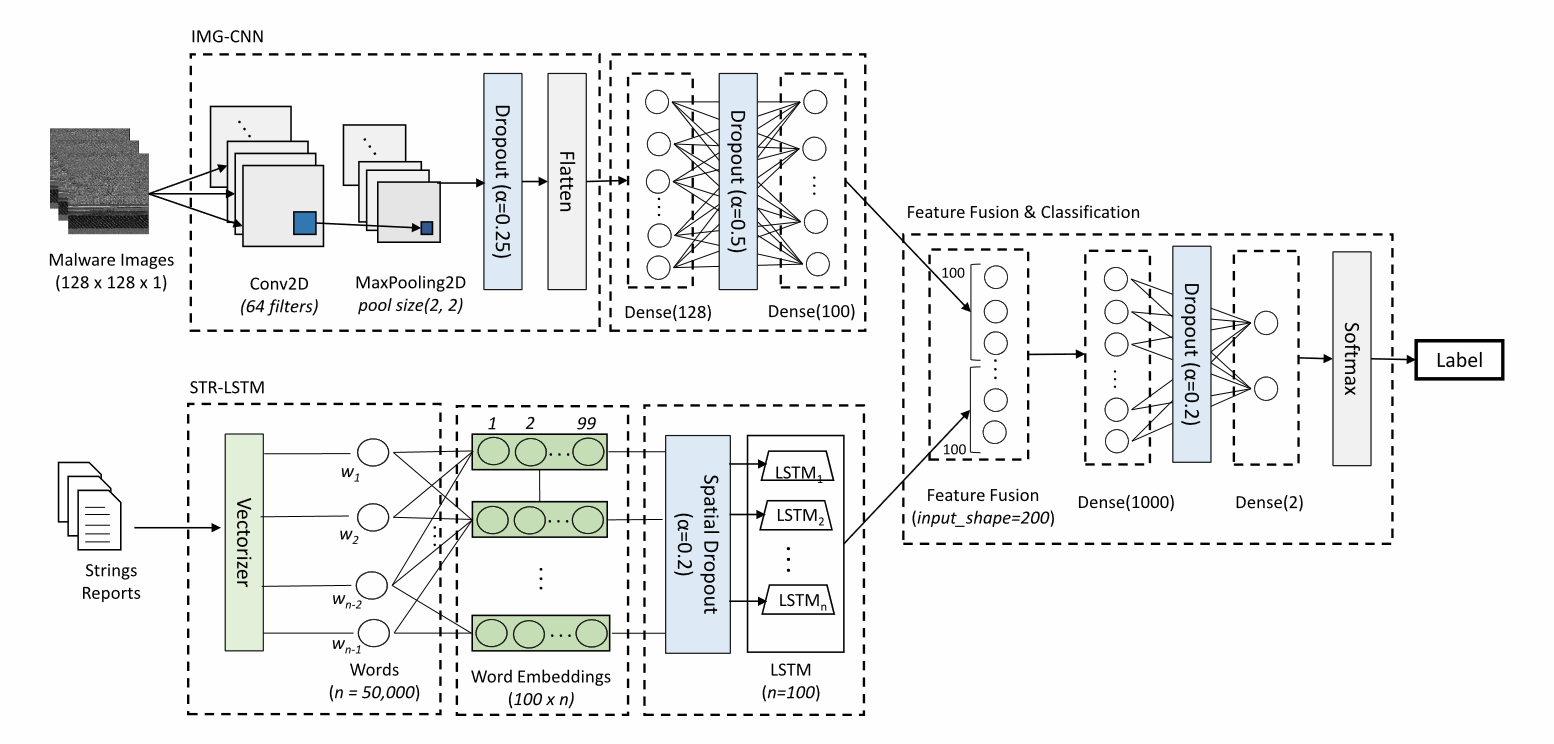 IMG-CNN
Malware Images
(128 x 128 x 1)
Conv2D
(64 filters)
MaxPooling2D
pool size(2, 2)
Dropout (α=0.25)
Flatten
Dense(128)
Dropout (α=0.5)
Dense(100)
STR-LSTM
Strings
Reports
Vectorizer
w1
w2
wn-2
wn-1
Words
(n = 50,000)
1 2 99
Word Embeddings
(100 x n)
Spatial Dropout
(α=0.2)
LSTM1
LSTM2
LSTMn
LSTM
(n=100)
Feature Fusion & Classification
100
100
Feature Fusion
(input_shape=200)
Dense(1000)
Dropout (α=0.2)
Dense(2)
Softmax
Label